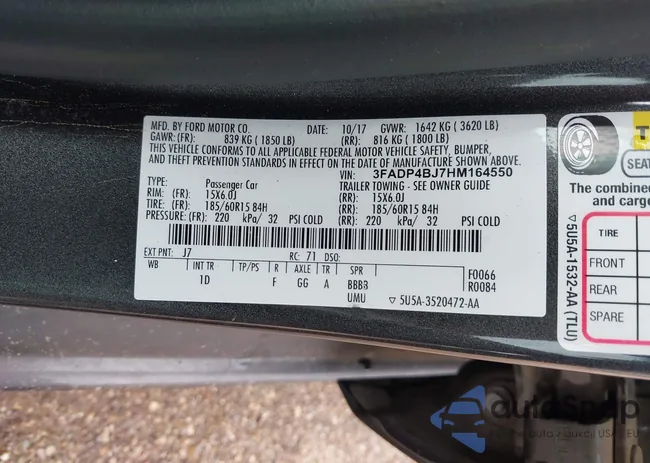 MFD. BY FORD MOTOR CO.
DATE: 10/17 GVWR: 1642 KG ( 3620 LB)
GAWR: (FR): 839 KG ( 1850 LB) (RR): 816 KG ( 1800 LB)
THIS VEHICLE CONFORMS TO ALL APPLICABLE FEDERAL MOTOR VEHICLE SAFETY, BUMPER,
AND THEFT PREVENTION STANDARDS IN EFFECT ON THE DATE OF MANUFACTURE SHOWN ABOVE.
VIN: 3FADP4BJ7HM164550
TYPE: Passenger Car TRAILER TOWING - SEE OWNER GUIDE
RIM: (FR): 15X6.0J (RR): 15X6.0J
TIRES: (FR): 185/60R15 84H (RR): 185/60R15 84H
PRESSURE: (FR): 220 kPa/ 32 PSI COLD (RR): 220 kPa/ 32 PSI COLD
EXT PNT: J7 RC: 71 DSO:
WB INT TR TP/PS R AXLE TR SPR F0066
1D F GG A BBB8 R0084
UMU ▽5U5A-3520472-AA
T
SEAT
The combined
and cargo
TIRE
FRONT
REAR
SPARE
▽5U5A-1532-AA (TLU)
autoSnap